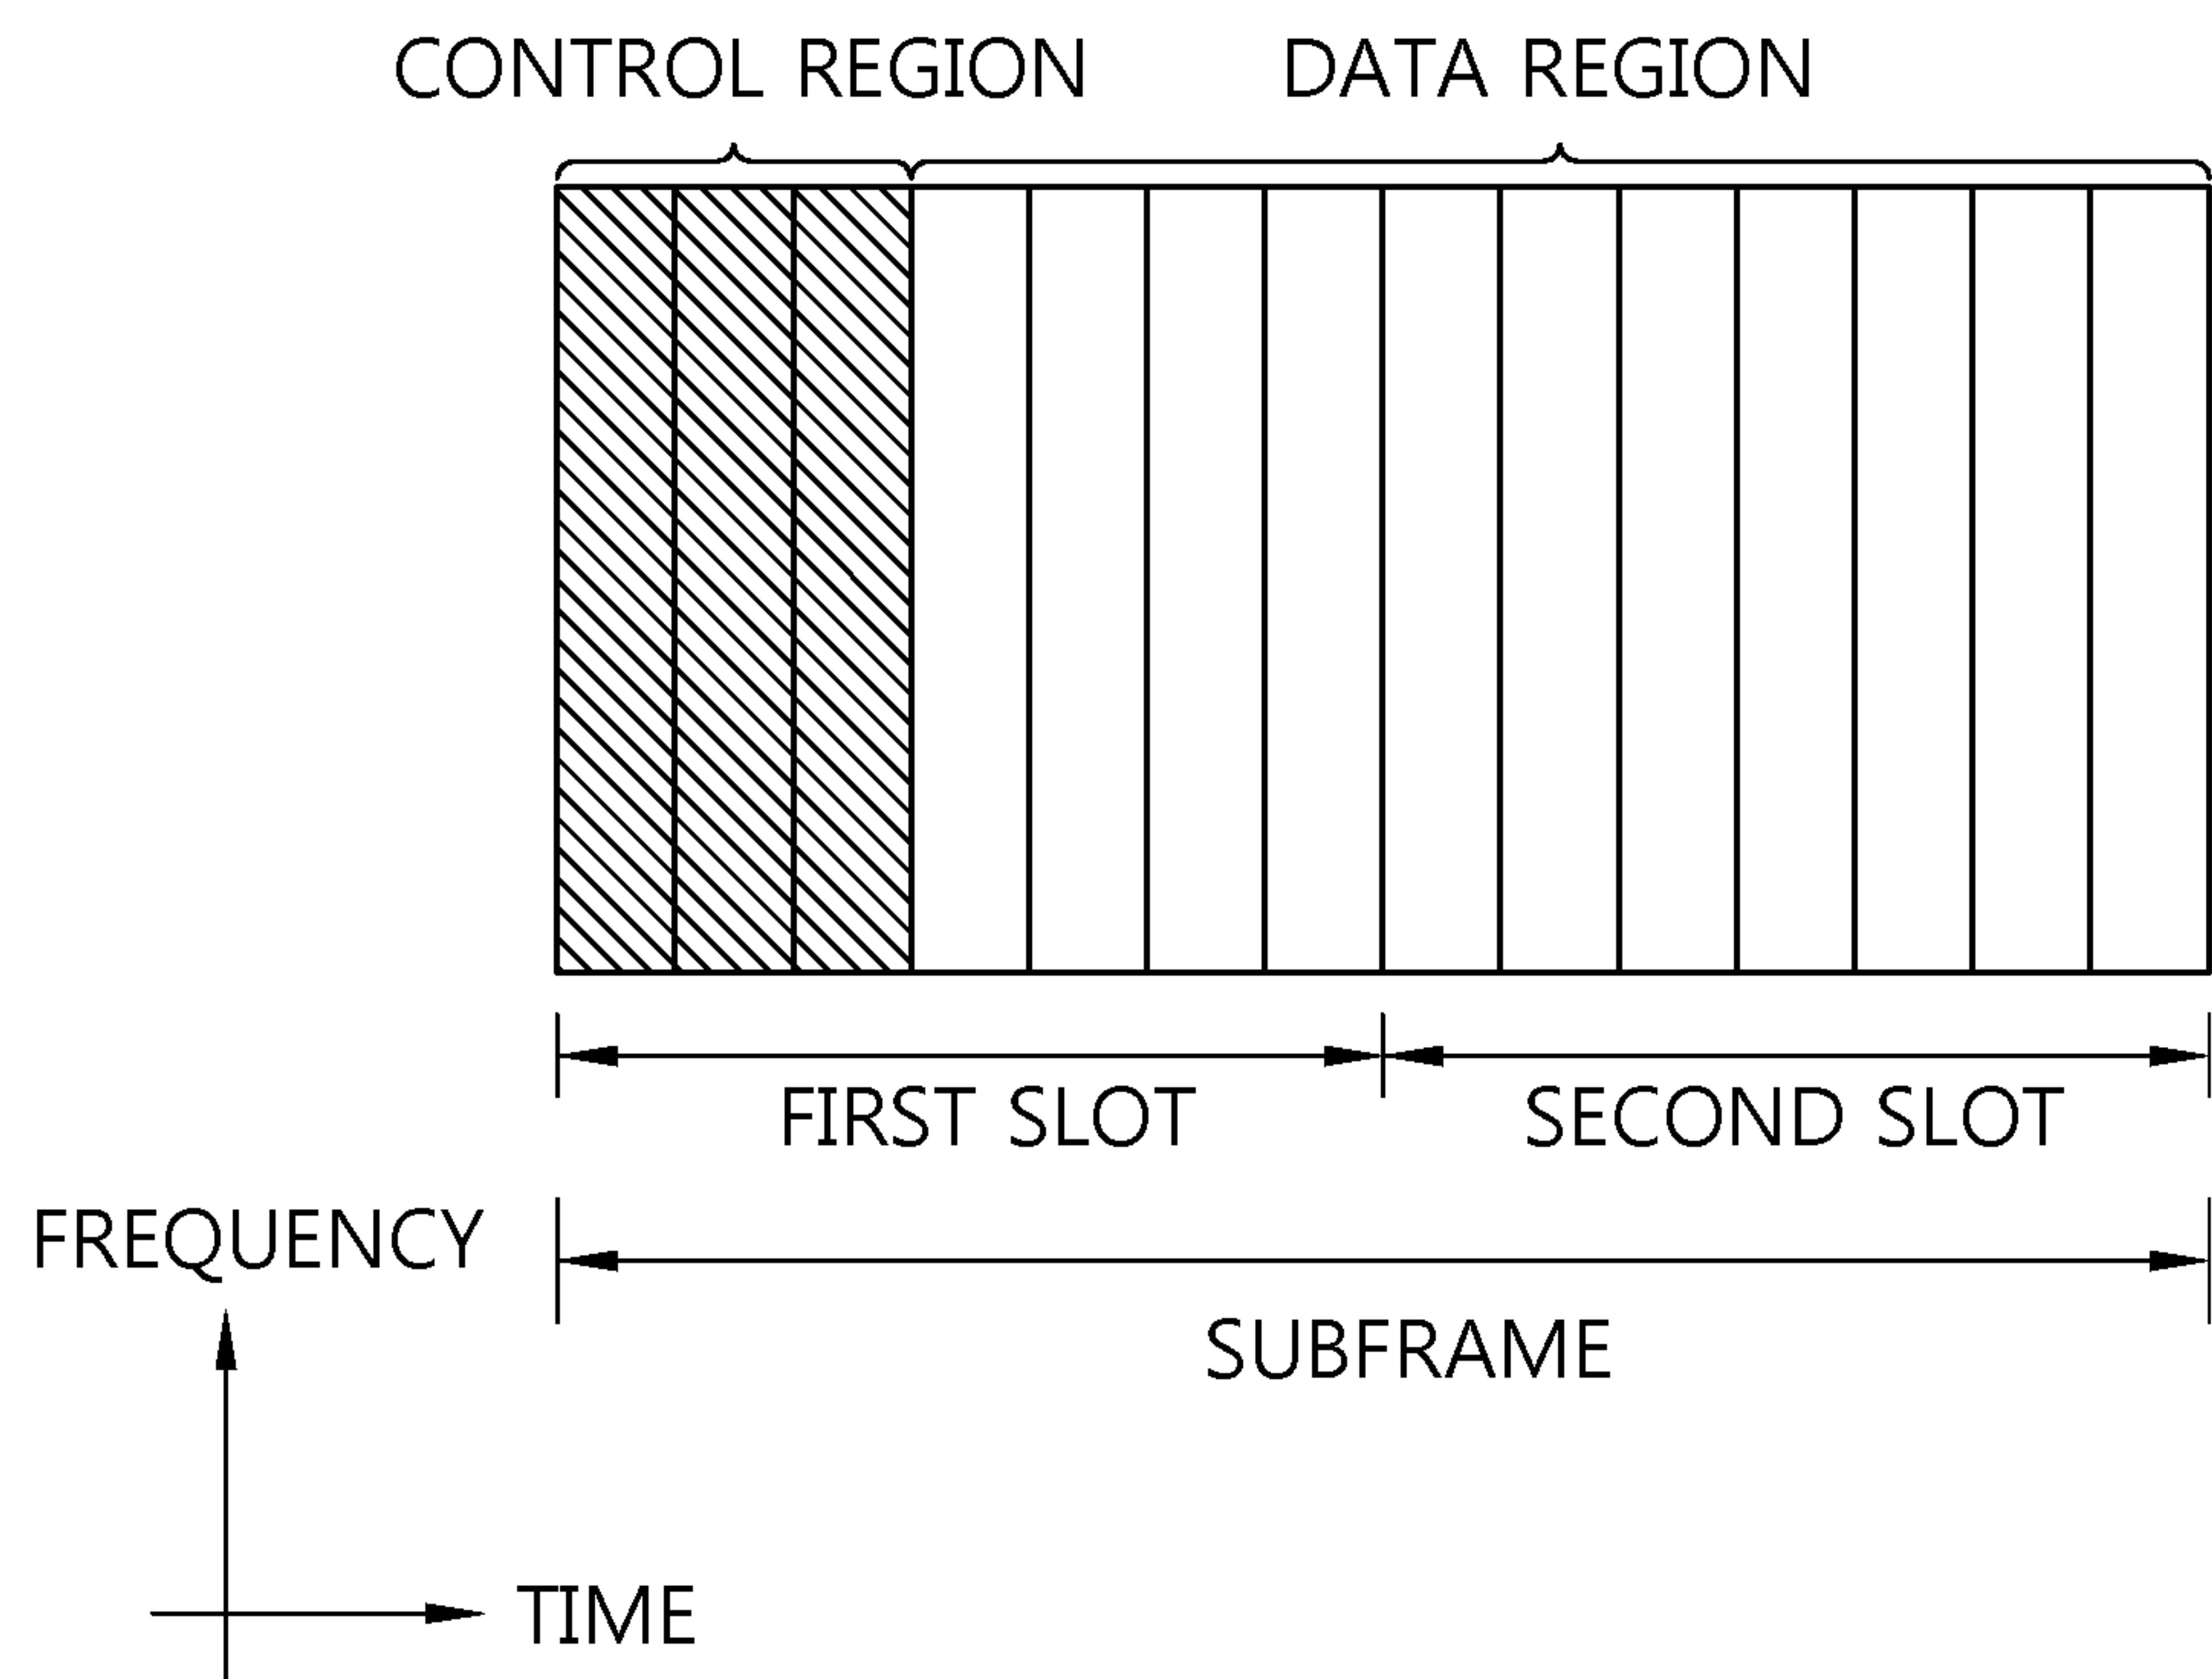 CONTROL REGION
DATA REGION
FIRST SLOT
SECOND SLOT
FREQUENCY
SUBFRAME
TIME